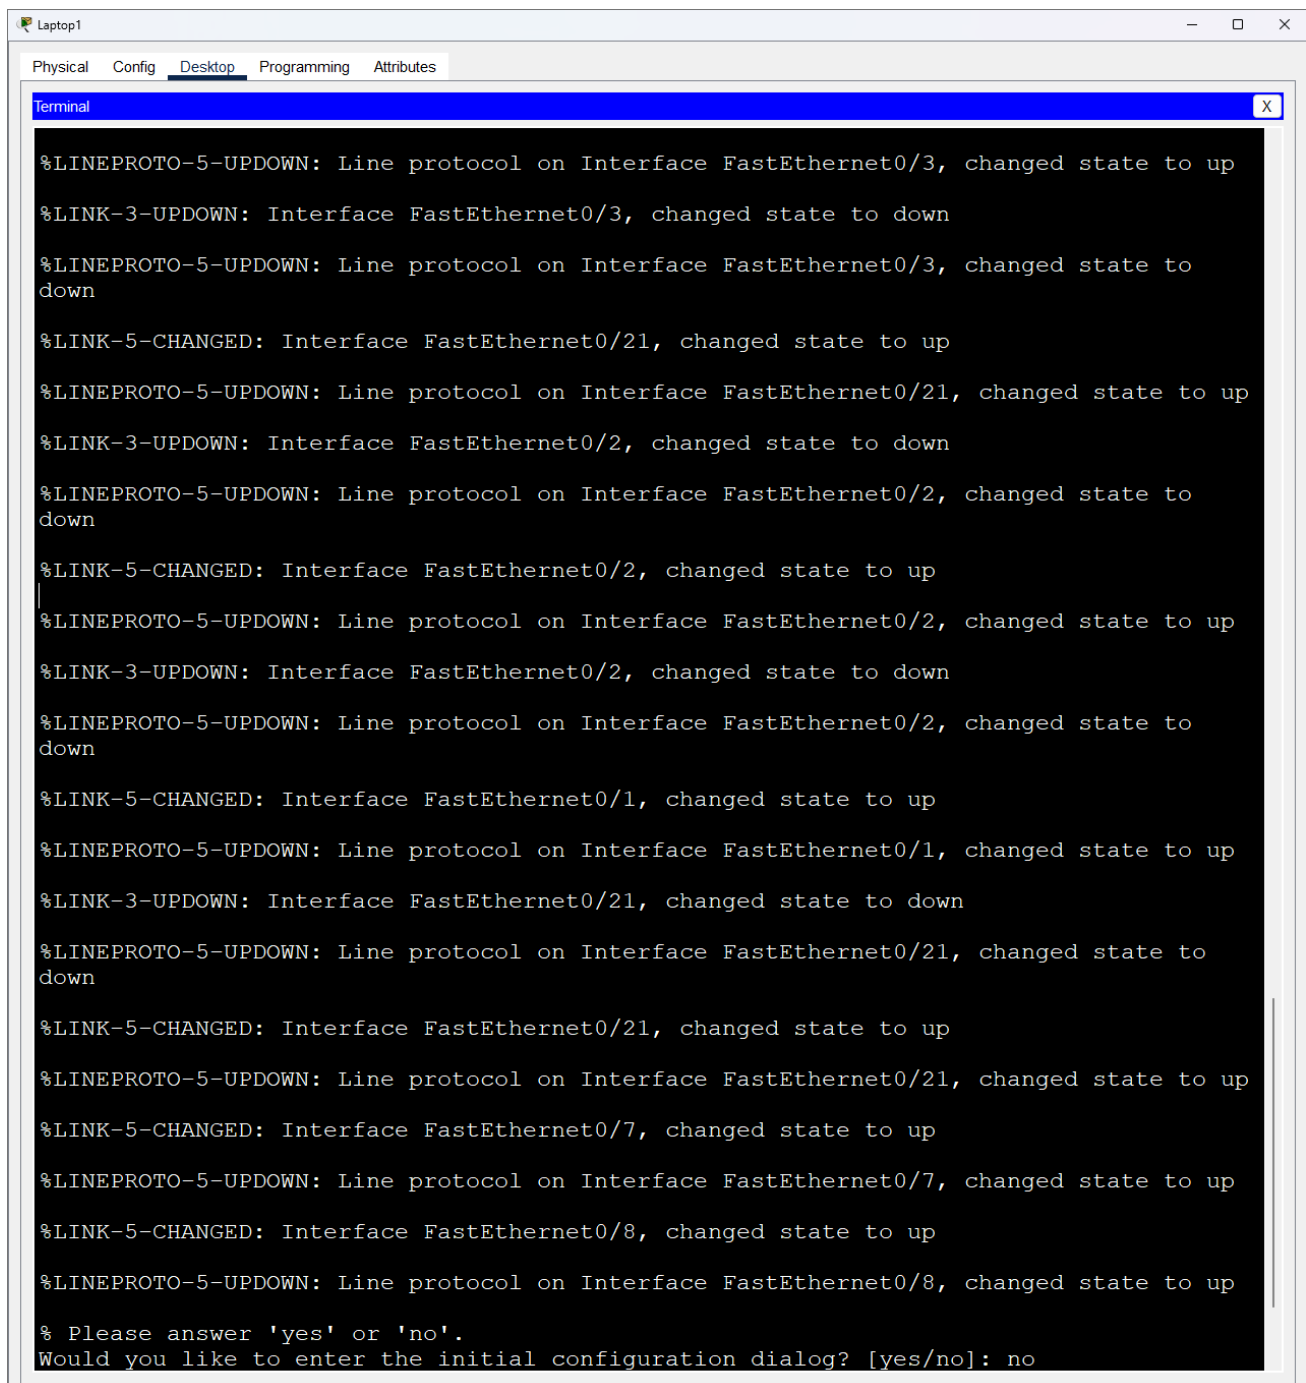 Laptop1
Physical Config Desktop Programming Attributes
Terminal X
%LINEPROTO-5-UPDOWN: Line protocol on Interface FastEthernet0/3, changed state to up
%LINK-3-UPDOWN: Interface FastEthernet0/3, changed state to down
%LINEPROTO-5-UPDOWN: Line protocol on Interface FastEthernet0/3, changed state to
down
%LINK-5-CHANGED: Interface FastEthernet0/21, changed state to up
%LINEPROTO-5-UPDOWN: Line protocol on Interface FastEthernet0/21, changed state to up
%LINK-3-UPDOWN: Interface FastEthernet0/2, changed state to down
%LINEPROTO-5-UPDOWN: Line protocol on Interface FastEthernet0/2, changed state to
down
%LINK-5-CHANGED: Interface FastEthernet0/2, changed state to up
%LINEPROTO-5-UPDOWN: Line protocol on Interface FastEthernet0/2, changed state to up
%LINK-3-UPDOWN: Interface FastEthernet0/2, changed state to down
%LINEPROTO-5-UPDOWN: Line protocol on Interface FastEthernet0/2, changed state to
down
%LINK-5-CHANGED: Interface FastEthernet0/1, changed state to up
%LINEPROTO-5-UPDOWN: Line protocol on Interface FastEthernet0/1, changed state to up
%LINK-3-UPDOWN: Interface FastEthernet0/21, changed state to down
%LINEPROTO-5-UPDOWN: Line protocol on Interface FastEthernet0/21, changed state to
down
%LINK-5-CHANGED: Interface FastEthernet0/21, changed state to up
%LINEPROTO-5-UPDOWN: Line protocol on Interface FastEthernet0/21, changed state to up
%LINK-5-CHANGED: Interface FastEthernet0/7, changed state to up
%LINEPROTO-5-UPDOWN: Line protocol on Interface FastEthernet0/7, changed state to up
%LINK-5-CHANGED: Interface FastEthernet0/8, changed state to up
%LINEPROTO-5-UPDOWN: Line protocol on Interface FastEthernet0/8, changed state to up
% Please answer 'yes' or 'no'.
Would you like to enter the initial configuration dialog? [yes/no]: no